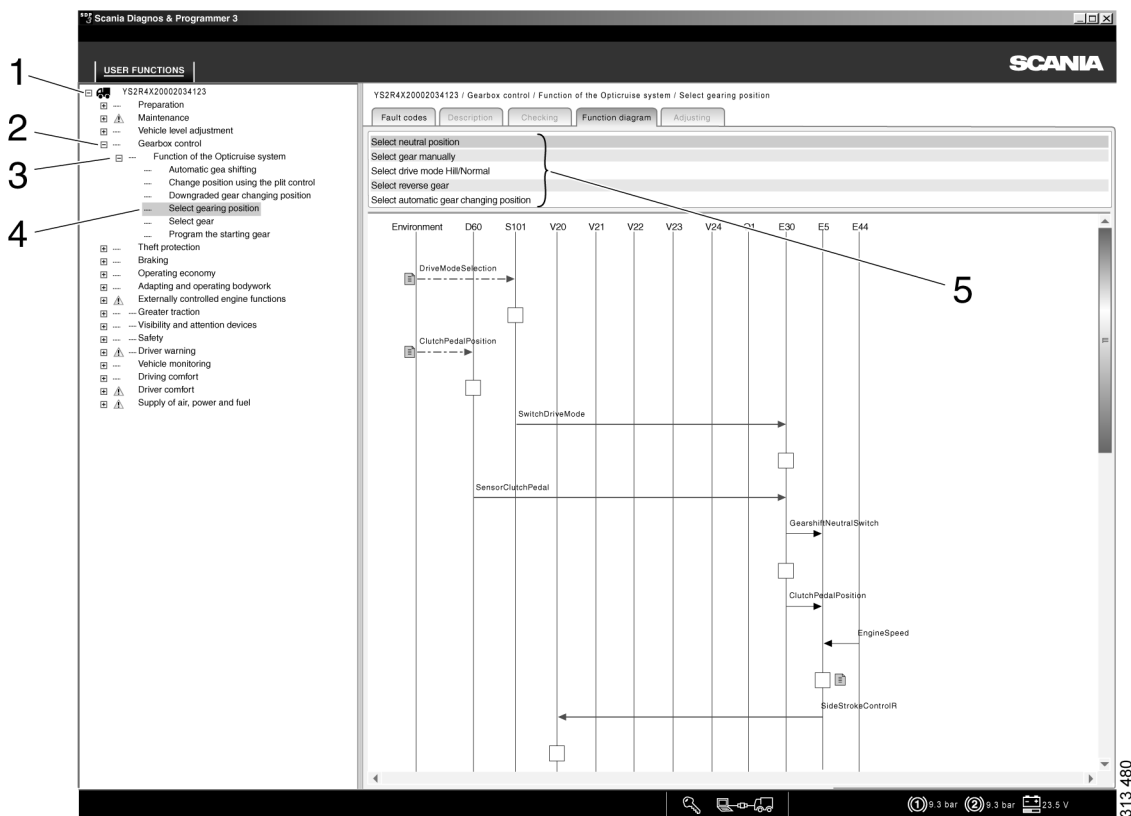 SDP 3 Scania Diagnos & Programmer 3
USER FUNCTIONS
SCANIA
1
2
3
4
5
YS2R4X20002034123
Preparation
Maintenance
Vehicle level adjustment
Gearbox control
Function of the Opticruise system
Automatic gea shifting
Change position using the plit control
Downgraded gear changing position
Select gearing position
Select gear
Program the starting gear
Theft protection
Braking
Operating economy
Adapting and operating bodywork
Externally controlled engine functions
Greater traction
Visibility and attention devices
Safety
Driver warning
Vehicle monitoring
Driving comfort
Driver comfort
Supply of air, power and fuel
YS2R4X20002034123 / Gearbox control / Function of the Opticruise system / Select gearing position
Fault codes Description Checking Function diagram Adjusting
Select neutral position
Select gear manually
Select drive mode Hill/Normal
Select reverse gear
Select automatic gear changing position
Environment D60 S101 V20 V21 V22 V23 V24 E30 E5 E44
DriveModeSelection
ClutchPedalPosition
SwitchDriveMode
SensorClutchPedal
GearshiftNeutralSwitch
ClutchPedalPosition
EngineSpeed
SideStrokeControlR
(1) 9.3 bar (2) 9.3 bar 23.5 V
313 480